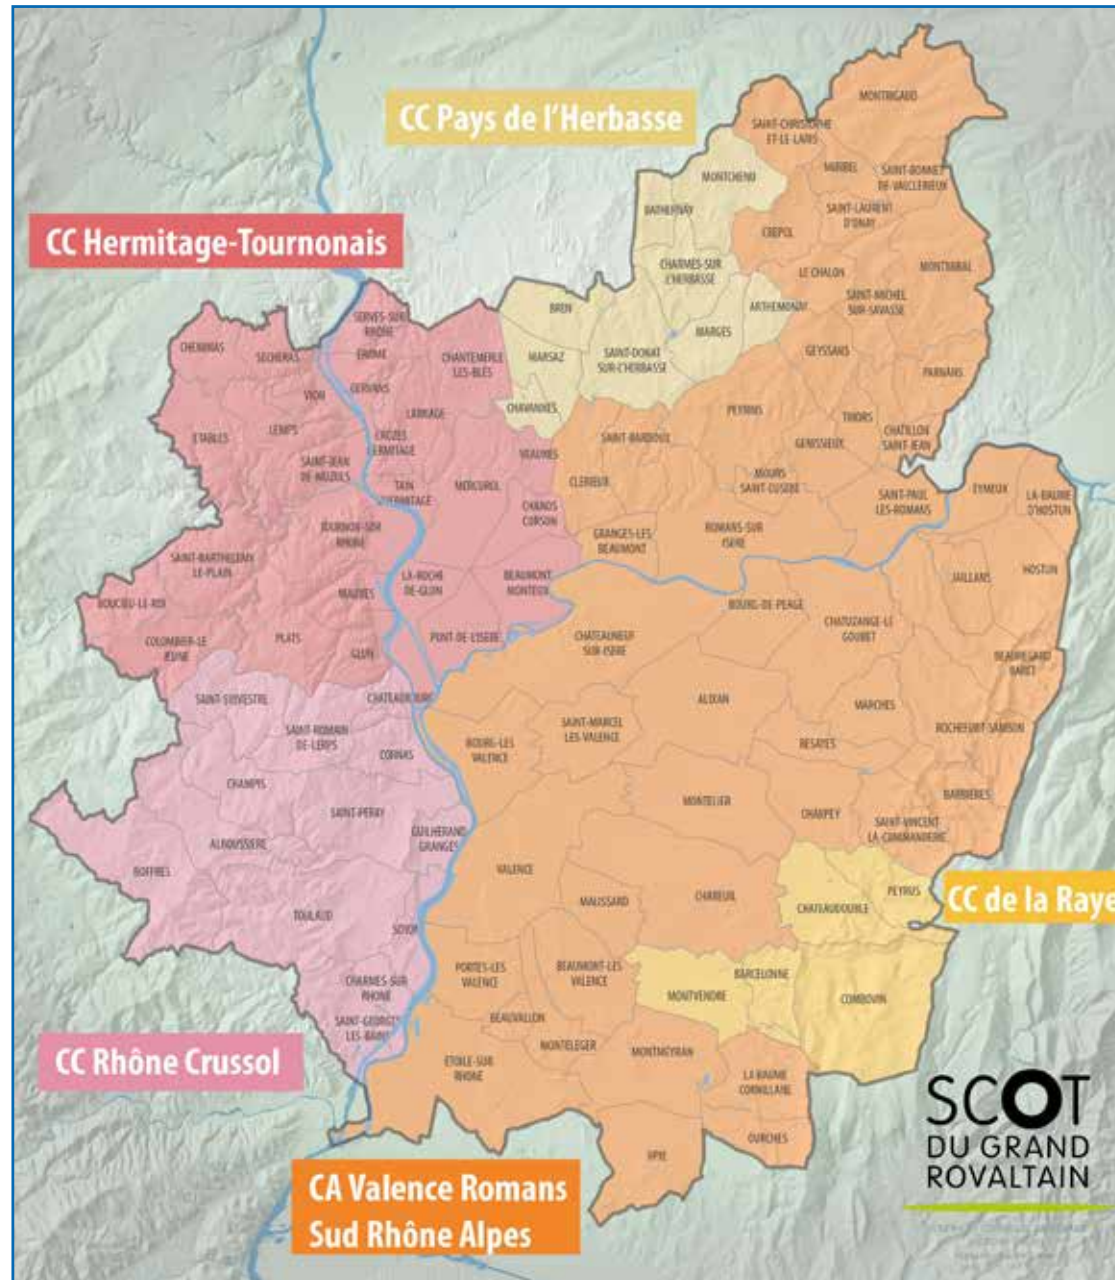 MONTRIGAUD
CC Pays de l'Herbasse
SAINT-CHRISTOPHE
ET-LE-LARIS
MONTCHENU
MIRIBEL
SAINT-BONNET
DE-VALCLERIEUX
BATHERNAY
SAINT-LAURENT
D'ONAY
CC Hermitage-Tournonais
CREPOL
CHARMES-SUR
L'HERBASSE
LE CHALON
MONTMIRAL
SAINT-MICHEL
SUR-SAVASSE
ARTHEMONAY
BREN
SERVES-SUR
RHONE
MARGES
CHEMINAS
SECHERAS
CHANTEMERLE
LES-BLES
MARSAZ
SAINT-DONAT
SUR-L'HERBASSE
GEYSSANS
PARNANS
VION
GERVANS
LARNAGE
CHAVANNES
PEYRINS
TRIORS
CHATILLON
SAINT-JEAN
ETABLES
LEMPS
CROZES
HERMITAGE
SAINT-BARDOUX
GENISSIEUX
VEAUNES
SAINT-JEAN
DE-MUZOLS
TAIN
HERMITAGE
MERCUROL
CLERIEUX
MOURS
SAINT-EUSEBE
SAINT-PAUL
LES-ROMANS
EYMEUX
LA-BAUME
D'HOSTUN
CHANOS
CURSON
TOURNON-SUR
RHONE
GRANGES-LES
BEAUMONT
ROMANS-SUR
ISERE
SAINT-BARTHELEMY
LE-PLAIN
LA-ROCHE
DE-GLUN
BEAUMONT
MONTEUX
JAILLANS
HOSTUN
BOUCIEU-LE-ROI
MAUVES
BOURG-DE-PEAGE
CHATUZANGE-LE
GOUBET
COLOMBIER-LE
JEUNE
PLATS
GLUN
PONT-DE-L'ISERE
CHATEAUNEUF
SUR-ISERE
BEAUREGARD
BARET
SAINT-SYLVESTRE
CHATEAUBOURG
ALIXAN
MARCHES
SAINT-ROMAIN
DE-LERPS
CORNAS
BOURG-LES
VALENCE
SAINT-MARCEL
LES-VALENCE
BESAYES
ROCHEFORT-SAMSON
CHAMPIS
SAINT-PERAY
MONTELIER
CHARPEY
BARBIERES
SAINT-VINCENT
LA-COMMANDERIE
ALBOUSSIERE
GUILHERAND
GRANGES
BOFFRES
VALENCE
CHABEUIL
PEYRUS
CC de la Raye
MALISSARD
CHATEAUDOUBLE
TOULAUD
SOYONS
PORTES-LES
VALENCE
BEAUMONT-LES
VALENCE
BARCELONNE
CHARMES-SUR
RHONE
MONTVENDRE
COMBOVIN
SAINT-GEORGES
LES-BAINS
BEAUVALLON
CC Rhône Crussol
MONTELEGER
MONTMEYRAN
ETOILE-SUR
RHONE
LA BAUME
CORNILLANE
SCOT
DU GRAND
ROVALTAIN
OURCHES
UPIE
CA Valence Romans
Sud Rhône Alpes